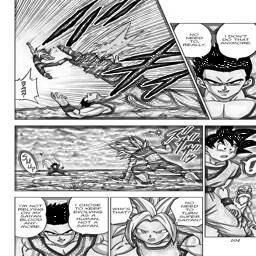 I DON'T
DO THAT
ANYMORE.
NO
NEED TO,
REALLY.
NO
NEED TO
TURN
SUPER
SAIYAN?
WHY'S
THAT?
I CHOSE
TO KEEP
EVOLVING
AS A
HUMAN,
NOT A
SAIYAN.
I'M NOT
RELYING
ON MY
SAIYAN
BLOOD
ANY
MORE.